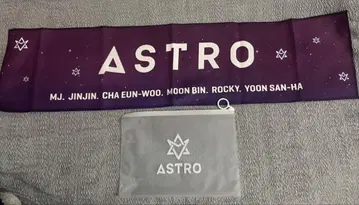 ASTRO
MJ. JINJIN. CHA EUN-WOO. MOON BIN. ROCKY. YOON SAN-HA
ASTRO